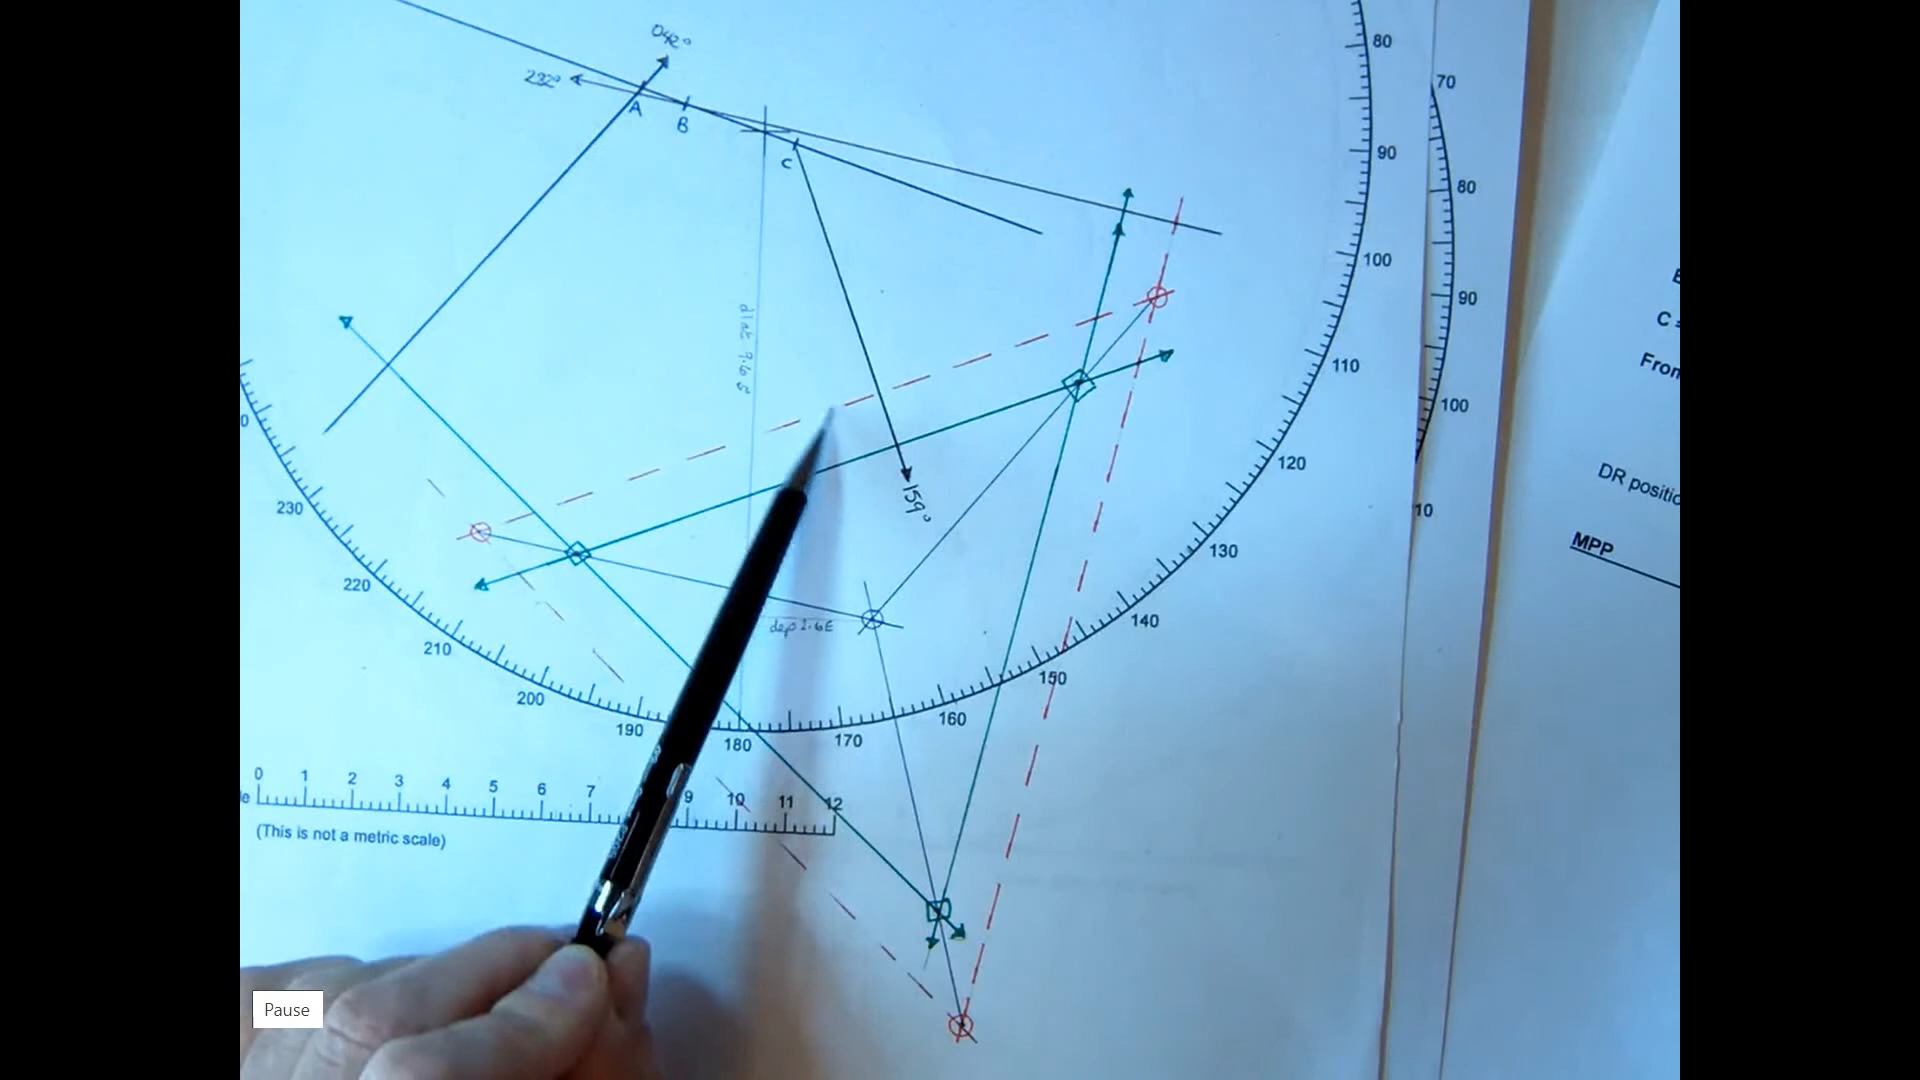 042°
232°
A
B
C
80
70
90
80
100
90
110
100
120
10
130
140
150
160
170
180
190
200
210
220
230
0
dlat 9.6 S
159°
dep 2.6E
0 1 2 3 4 5 6 7 9 10 11 12
(This is not a metric scale)
C
From
DR positio
MPP
Pause